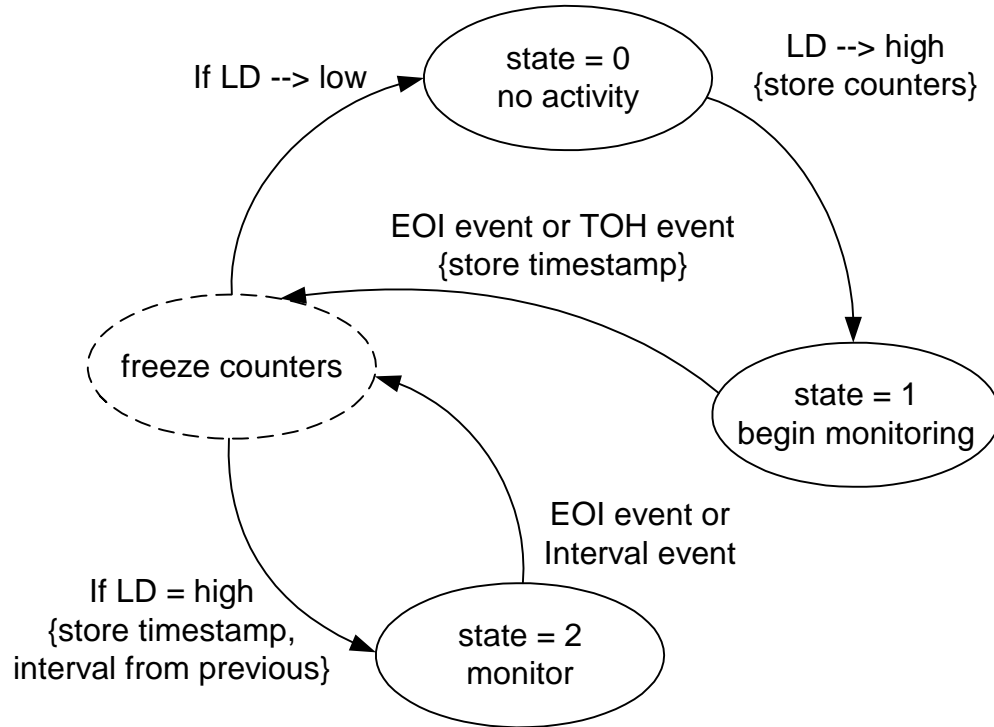 If LD --> low
state = 0
no activity
LD --> high
{store counters}
EOI event or TOH event
{store timestamp}
freeze counters
state = 1
begin monitoring
EOI event or
Interval event
If LD = high
{store timestamp,
interval from previous}
state = 2
monitor